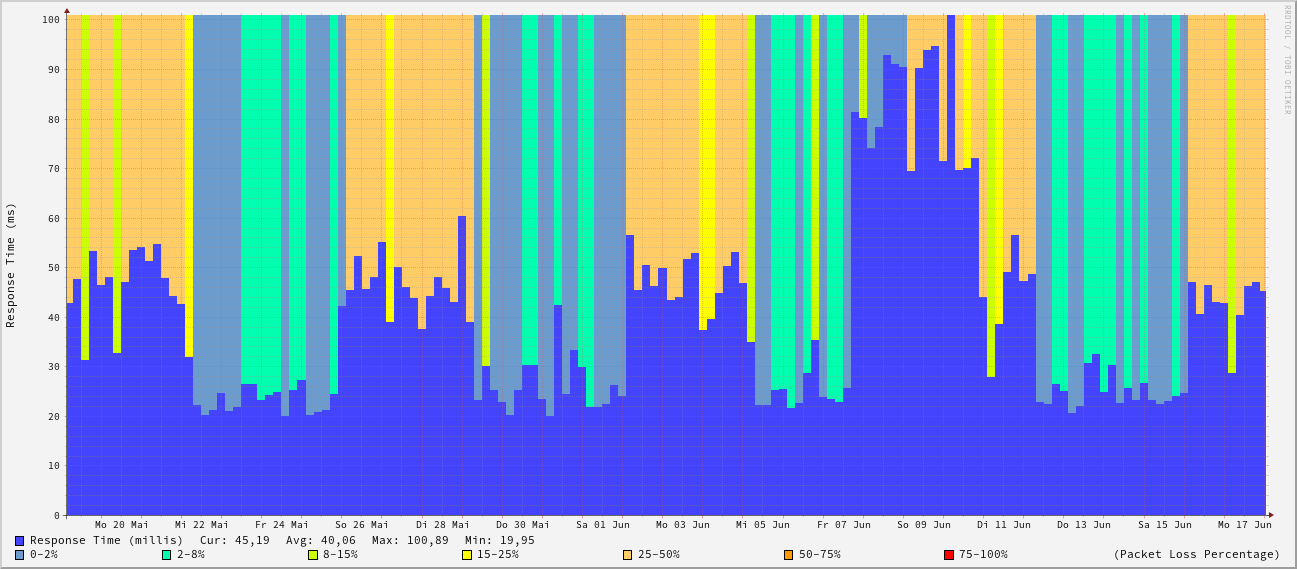 100
90
80
70
60
50
40
30
20
10
0
Response Time (ms)
RRDTOOL / TOBI OETIKER
Mo 20 Mai Mi 22 Mai Fr 24 Mai So 26 Mai Di 28 Mai Do 30 Mai Sa 01 Jun Mo 03 Jun Mi 05 Jun Fr 07 Jun So 09 Jun Di 11 Jun Do 13 Jun Sa 15 Jun Mo 17 Jun
Response Time (millis) Cur: 45,19 Avg: 40,06 Max: 100,89 Min: 19,95
0-2% 2-8% 8-15% 15-25% 25-50% 50-75% 75-100% (Packet Loss Percentage)